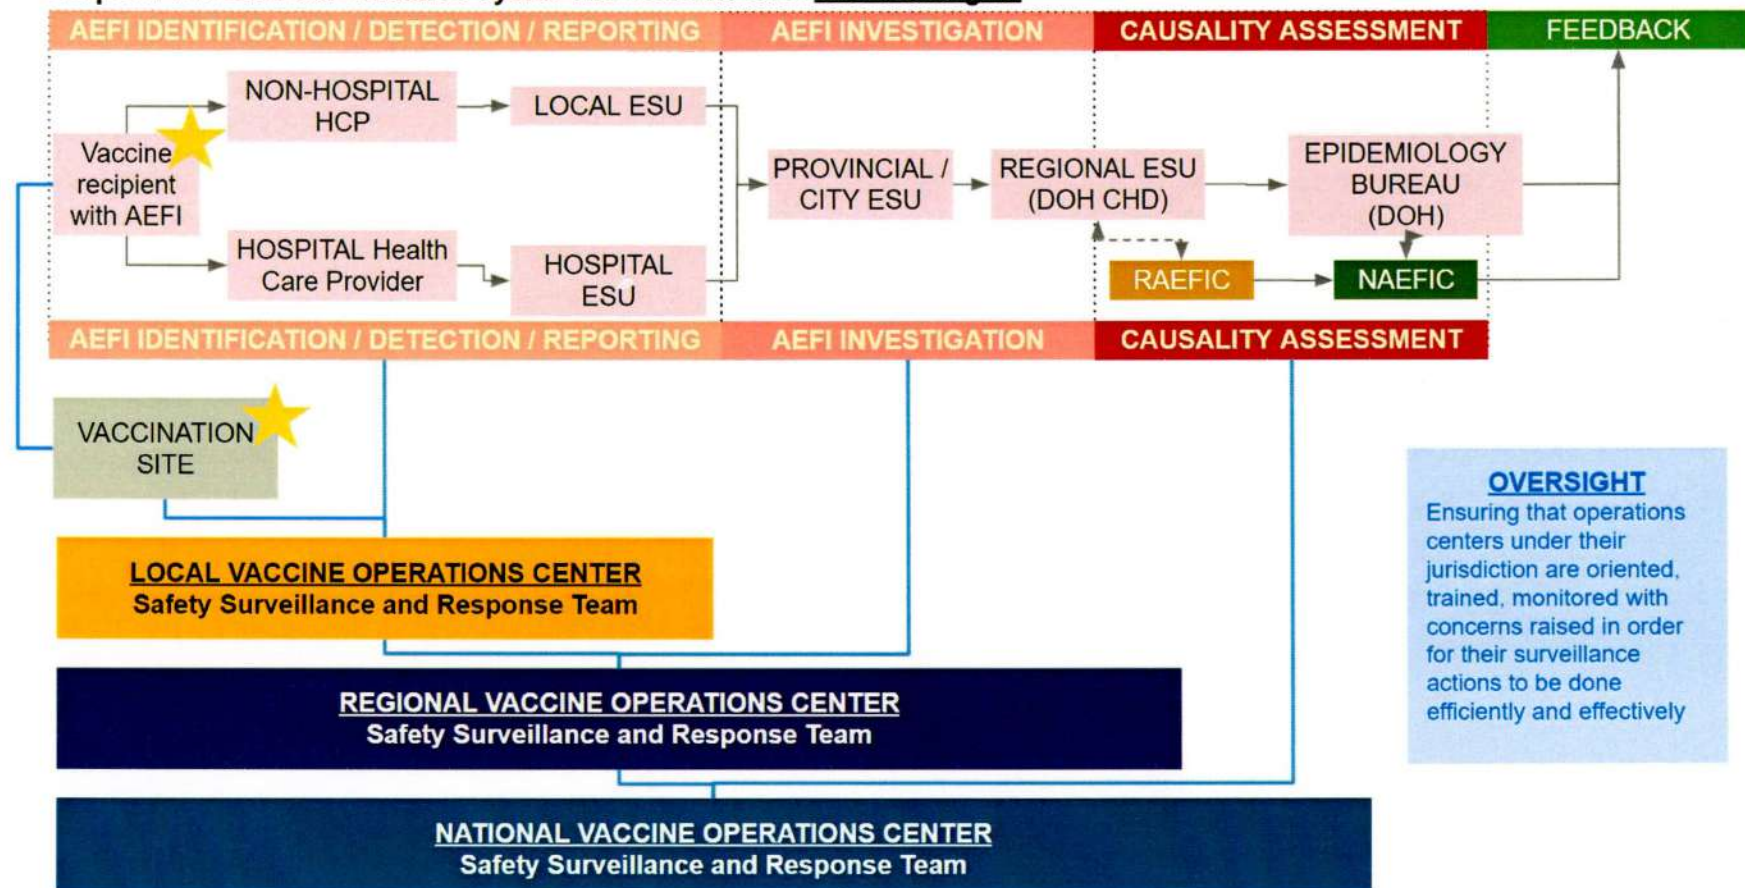 AEFI IDENTIFICATION / DETECTION / REPORTING
AEFI INVESTIGATION
CAUSALITY ASSESSMENT
FEEDBACK
Vaccine
recipient
with AEFI
NON-HOSPITAL
HCP
LOCAL ESU
HOSPITAL Health
Care Provider
HOSPITAL
ESU
PROVINCIAL /
CITY ESU
REGIONAL ESU
(DOH CHD)
EPIDEMIOLOGY
BUREAU
(DOH)
RAEFIC
NAEFIC
AEFI IDENTIFICATION / DETECTION / REPORTING
AEFI INVESTIGATION
CAUSALITY ASSESSMENT
VACCINATION
SITE
LOCAL VACCINE OPERATIONS CENTER
Safety Surveillance and Response Team
REGIONAL VACCINE OPERATIONS CENTER
Safety Surveillance and Response Team
NATIONAL VACCINE OPERATIONS CENTER
Safety Surveillance and Response Team
OVERSIGHT
Ensuring that operations
centers under their
jurisdiction are oriented,
trained, monitored with
concerns raised in order
for their surveillance
actions to be done
efficiently and effectively